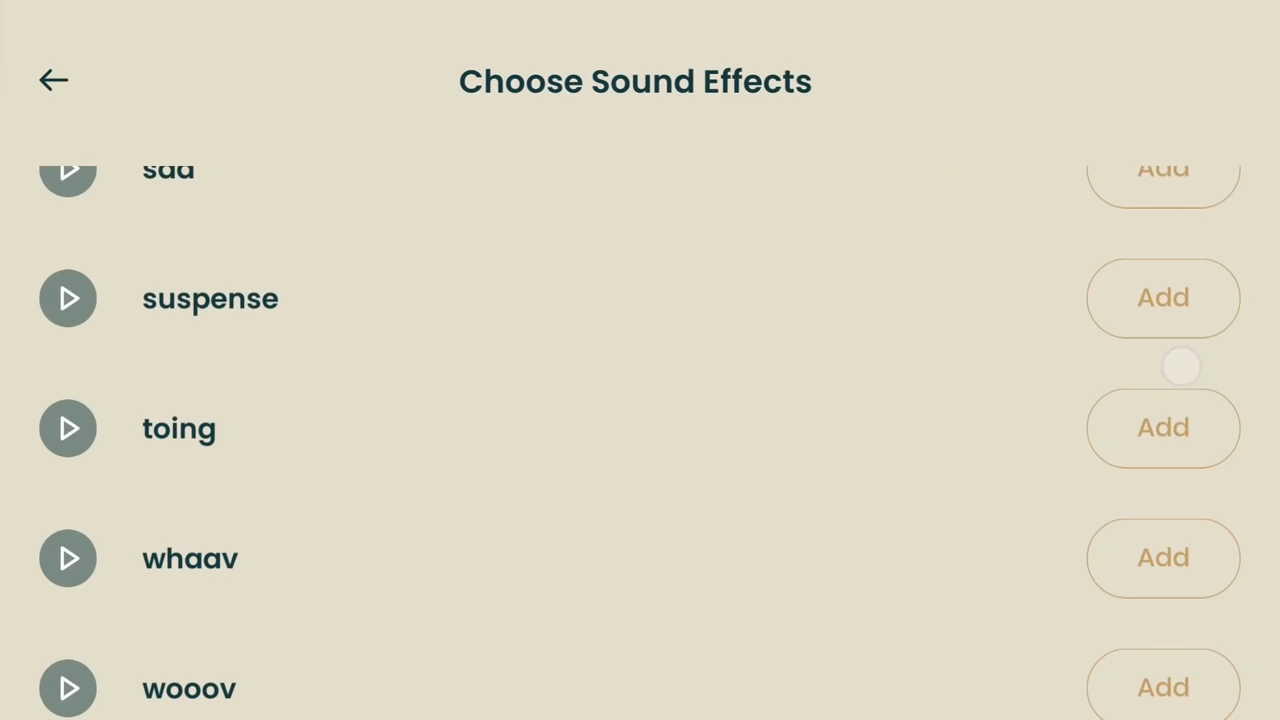 Choose Sound Effects
sad Add
suspense Add
toing Add
whaav Add
wooov Add